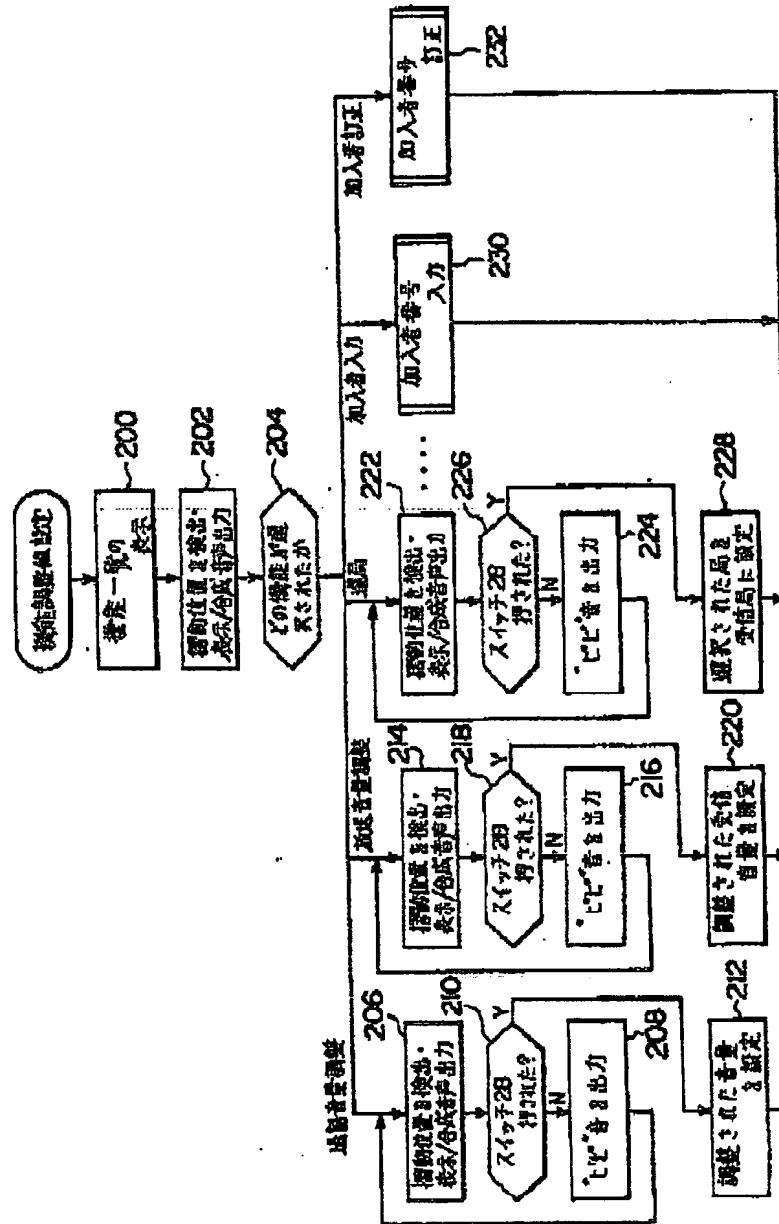 機能調整値設定
200
機能一覧の
表示
202
摺動位置を検出・
表示/合成音声出力
204
どの機能が選
択されたか
通話音量調整
放送音量調整
選局
加入者入力
加入者訂正
206
摺動位置を検出・
表示/合成音声出力
210
スイッチ28
押された?
Y
N
208
"ピピ"音を出力
212
調整された音量
を設定
214
摺動位置を検出・
表示/合成音声出力
218
スイッチ28
押された?
Y
N
216
"ピピ"音を出力
220
調整された受信
音量を設定
222
摺動位置を検出・
表示/合成音声出力
226
スイッチ28
押された?
Y
N
224
"ピピ"音を出力
228
選択された局を
受信局に設定
‥‥
230
加入者番号
入力
232
加入者番号
訂正